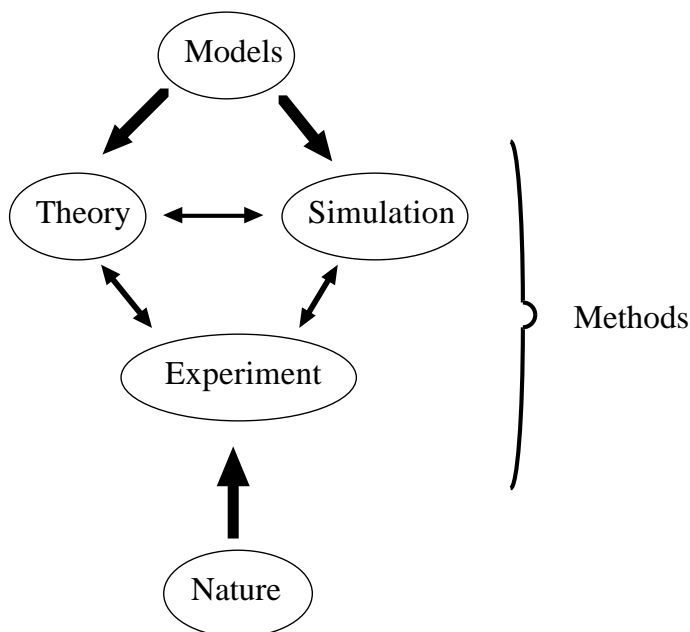 Models
Theory
Simulation
Methods
Experiment
Nature